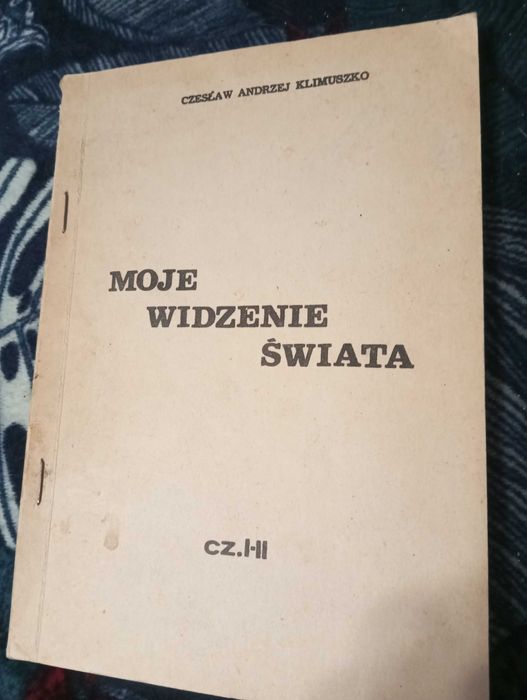 CZESŁAW ANDRZEJ KLIMUSZKO
MOJE
WIDZENIE
ŚWIATA
cz.I-II